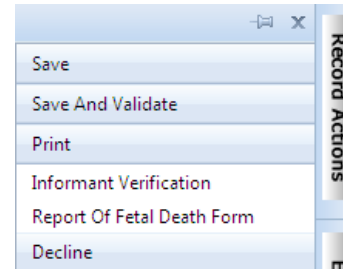 Save
Save And Validate
Print
Informant Verification
Report Of Fetal Death Form
Decline
Record Actions